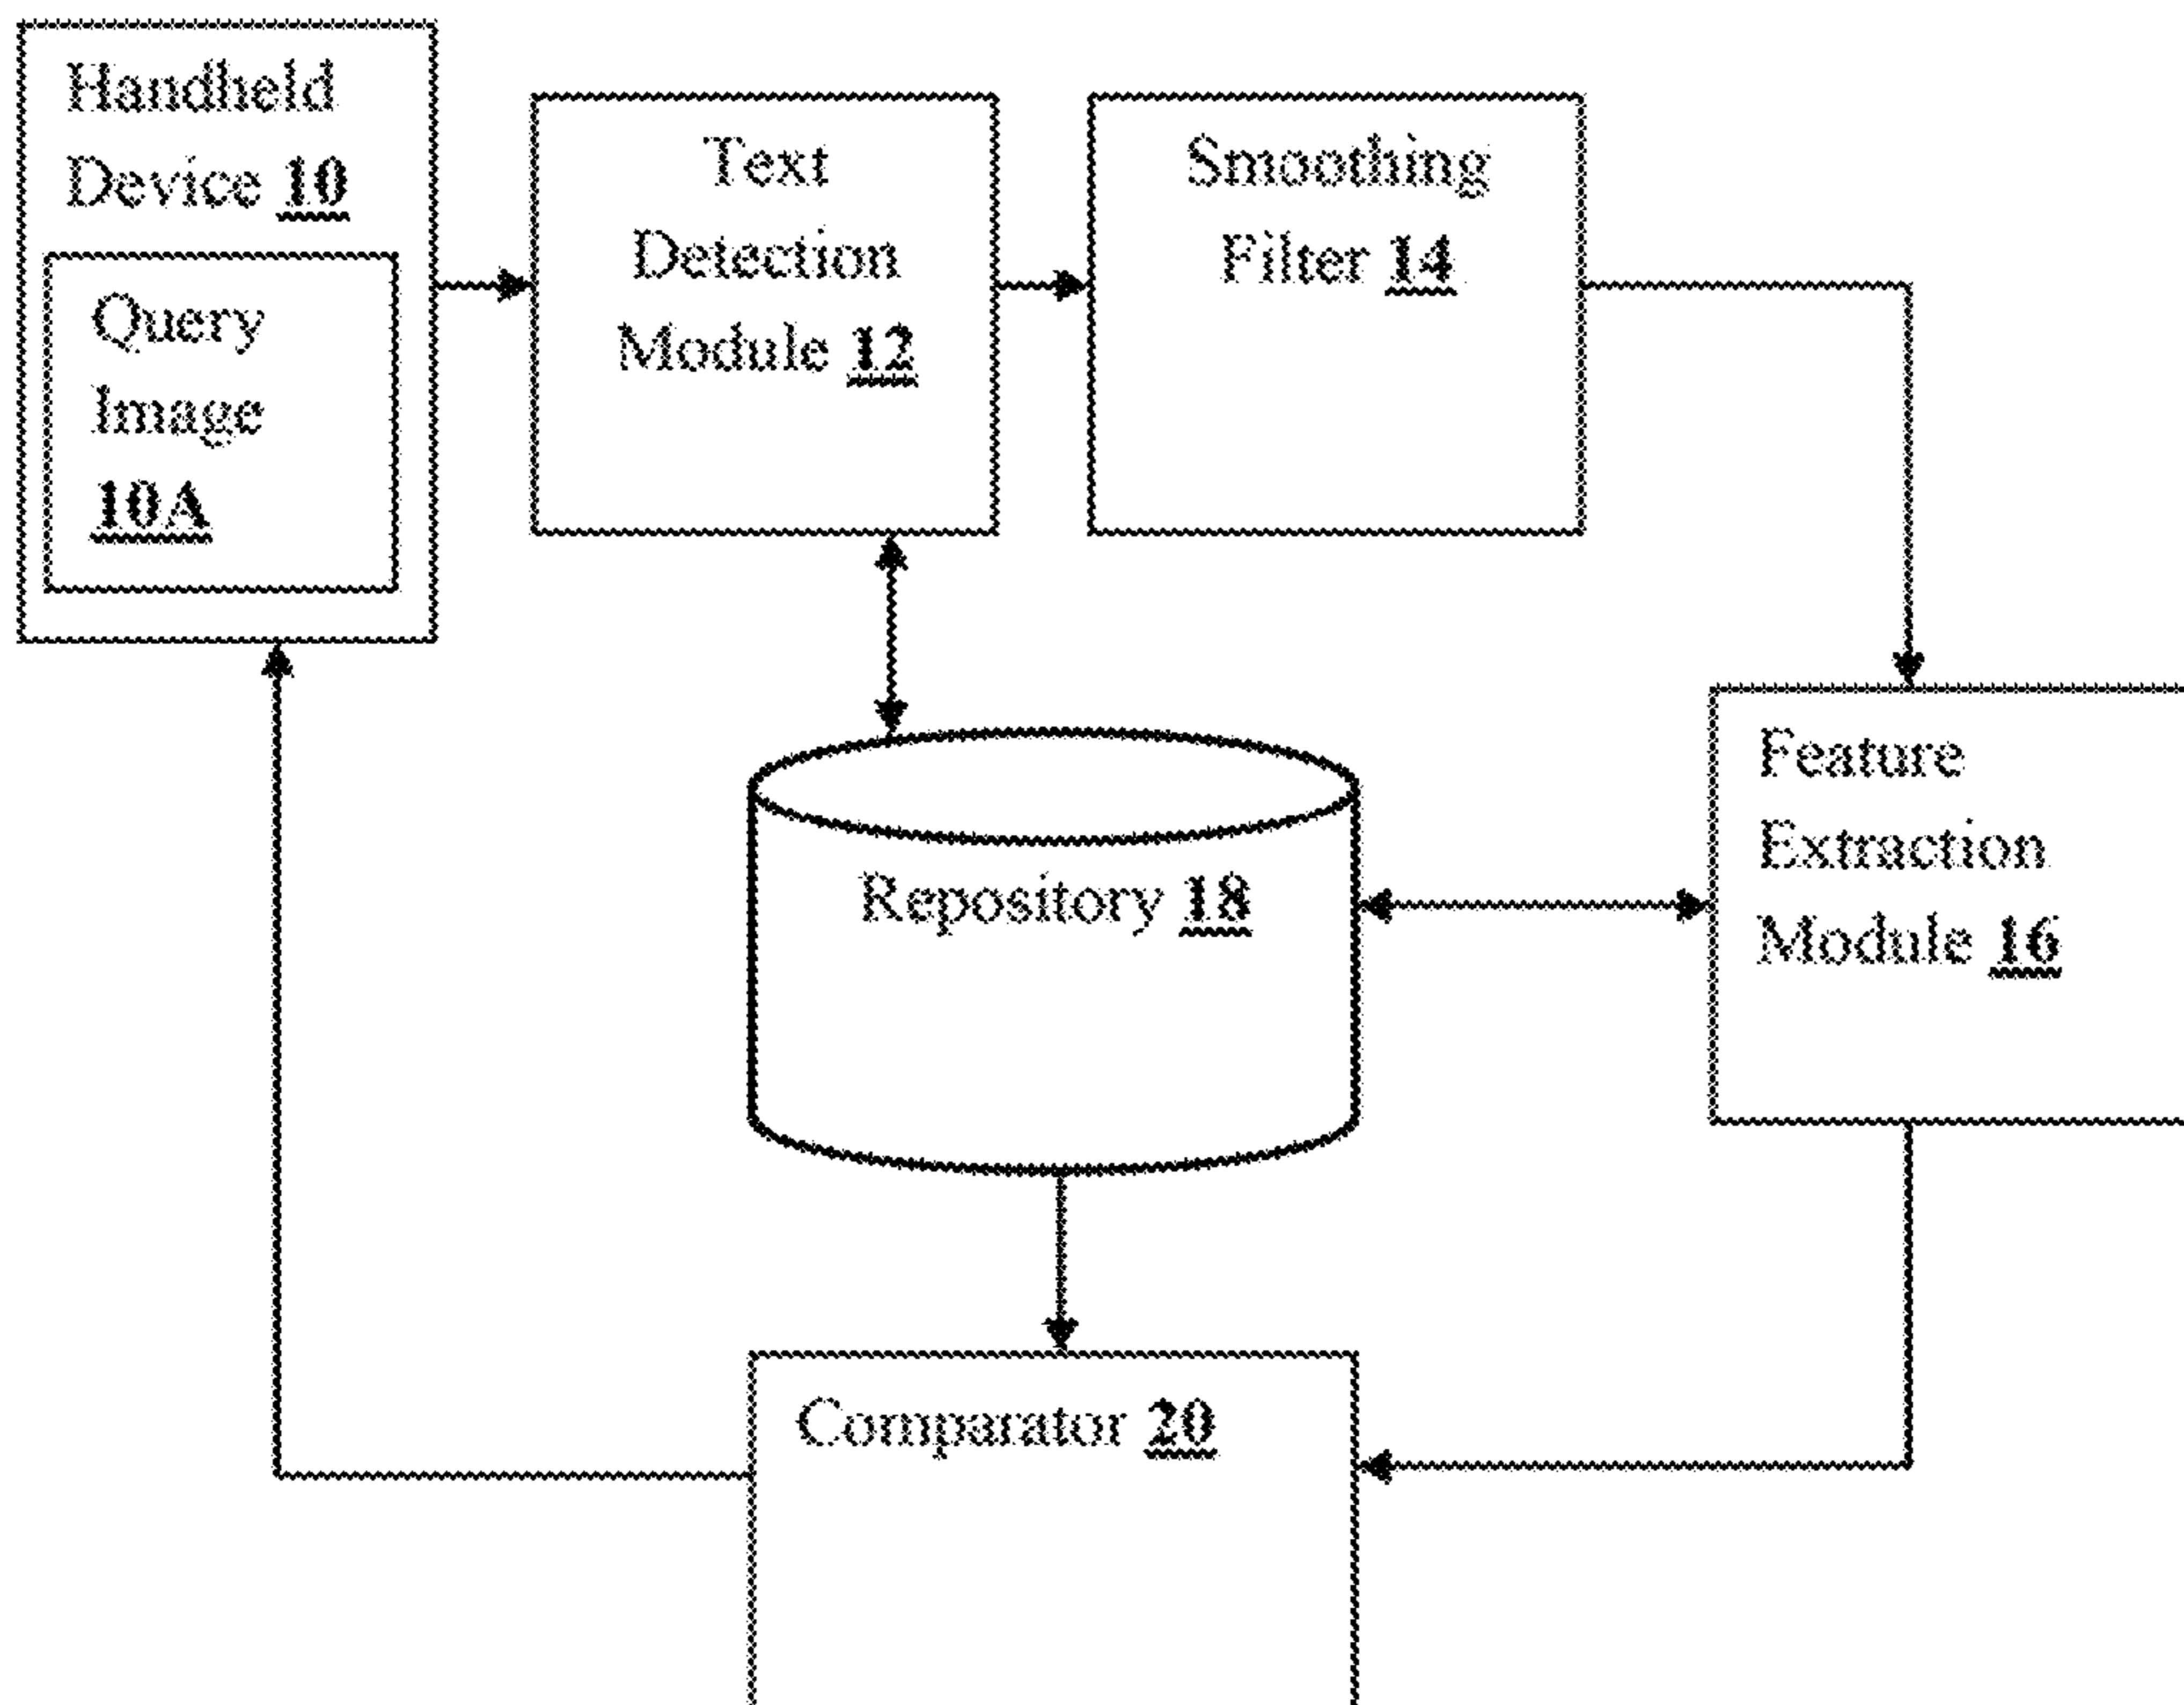 Handheld
Device 10
Query
Image
10A
Text
Detection
Module 12
Smoothing
Filter 14
Feature
Extraction
Module 16
Repository 18
Comparator 20